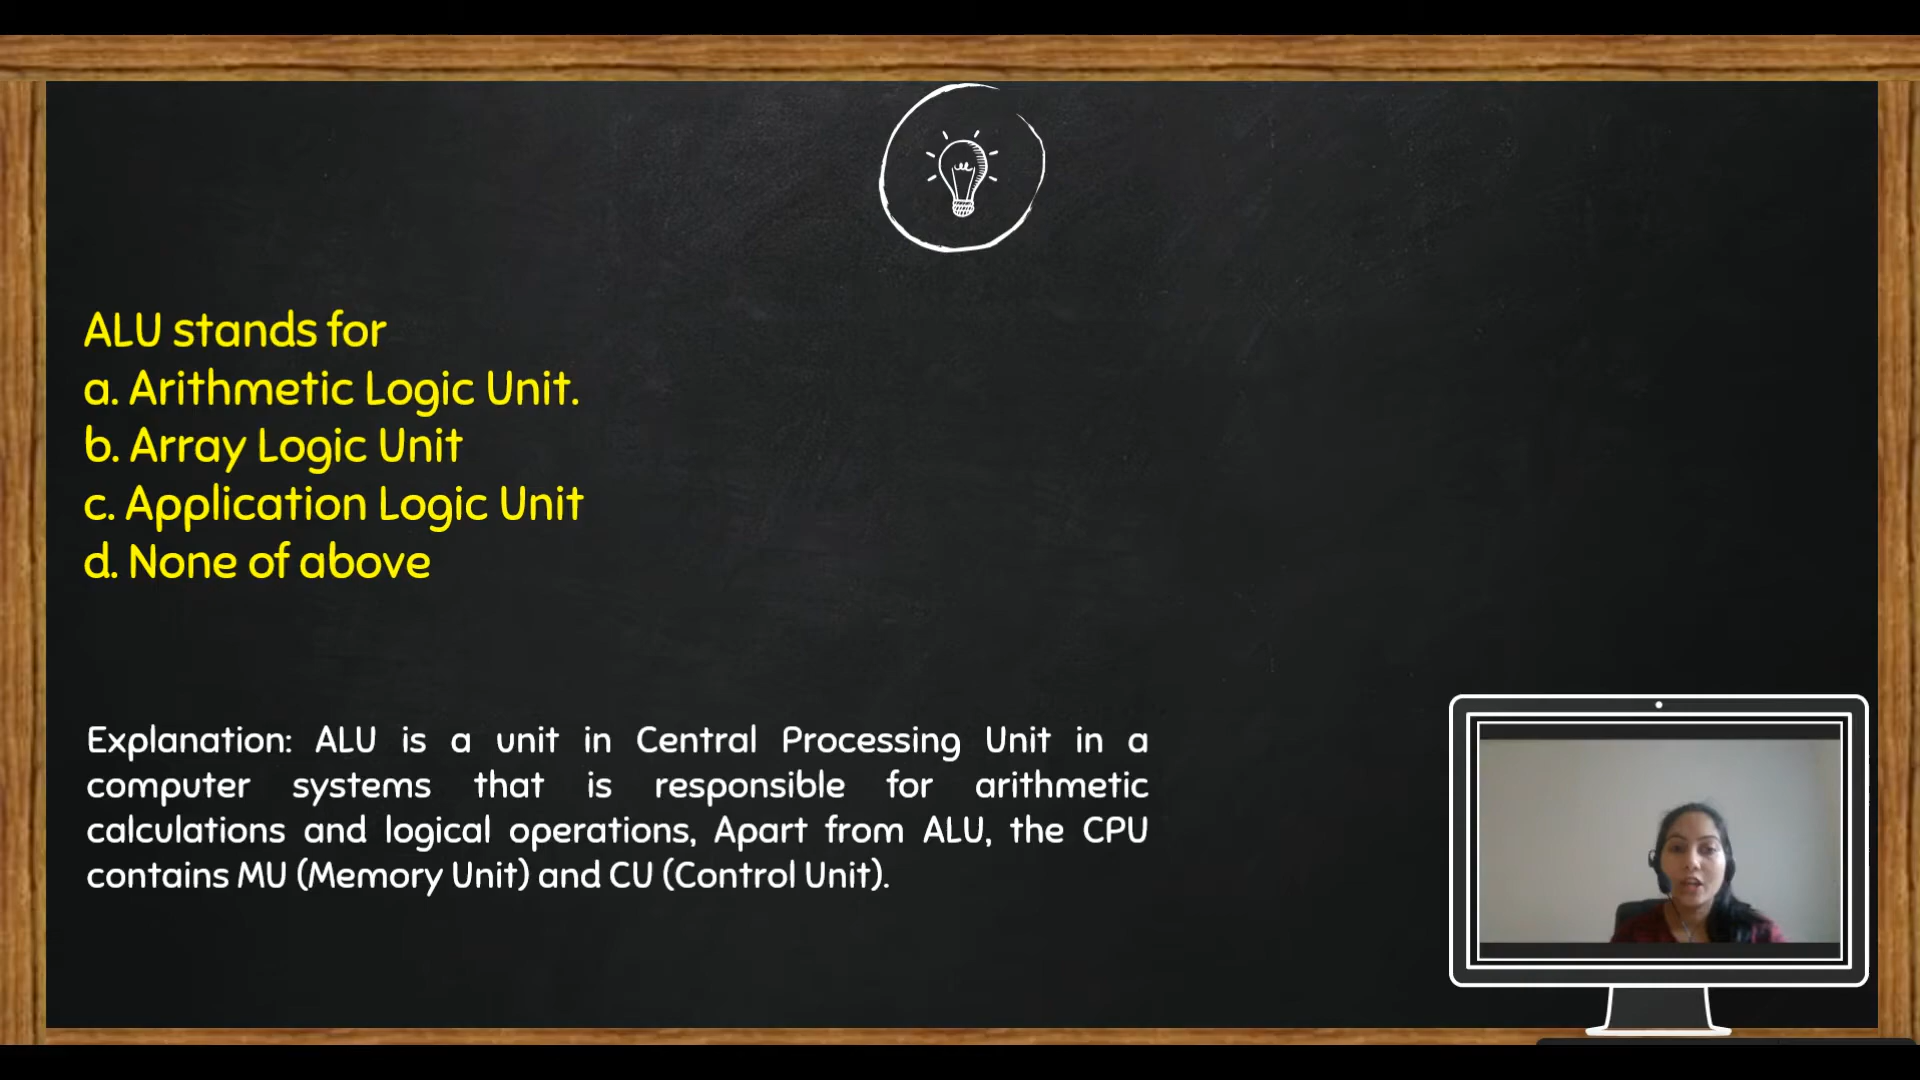 ALU stands for
a. Arithmetic Logic Unit.
b. Array Logic Unit
c. Application Logic Unit
d. None of above
Explanation: ALU is a unit in Central Processing Unit in a
computer systems that is responsible for arithmetic
calculations and logical operations, Apart from ALU, the CPU
contains MU (Memory Unit) and CU (Control Unit).